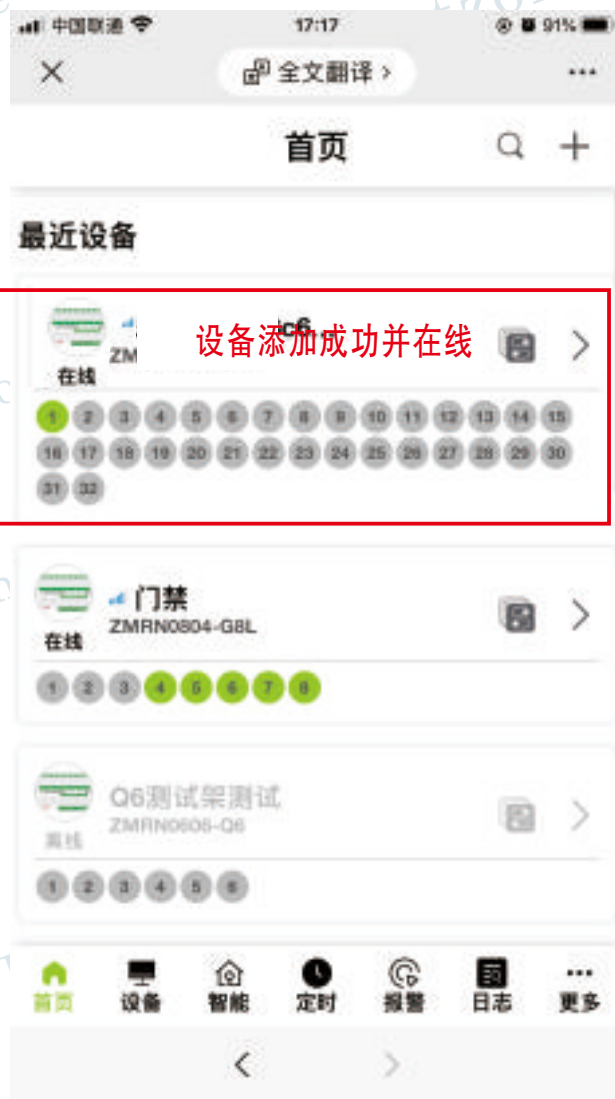 中国联通 17:17 91%
全文翻译 >
首页
最近设备
ic6...
设备添加成功并在线
ZM
在线
1 2 3 4 5 6 7 8 9 10 11 12 13 14 15
16 17 18 19 20 21 22 23 24 25 26 27 28 29 30
31 32
门禁
ZMRN0804-G8L
在线
1 2 3 4 5 6 7 8
Q6测试架测试
ZMRN0606-Q6
离线
1 2 3 4 5 6
首页 设备 智能 定时 报警 日志 更多